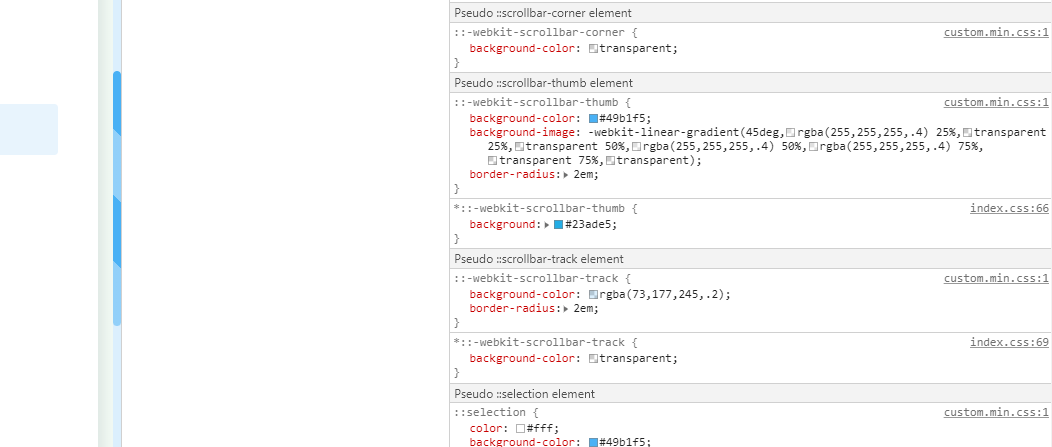 Pseudo ::scrollbar-corner element
::-webkit-scrollbar-corner { custom.min.css:1
background-color: transparent;
}
Pseudo ::scrollbar-thumb element
::-webkit-scrollbar-thumb { custom.min.css:1
background-color: #49b1f5;
background-image: -webkit-linear-gradient(45deg, rgba(255,255,255,.4) 25%, transparent
25%, transparent 50%, rgba(255,255,255,.4) 50%, rgba(255,255,255,.4) 75%,
transparent 75%, transparent);
border-radius: 2em;
}
*::-webkit-scrollbar-thumb { index.css:66
background: #23ade5;
}
Pseudo ::scrollbar-track element
::-webkit-scrollbar-track { custom.min.css:1
background-color: rgba(73,177,245,.2);
border-radius: 2em;
}
*::-webkit-scrollbar-track { index.css:69
background-color: transparent;
}
Pseudo ::selection element
::selection { custom.min.css:1
color: #fff;
background-color: #49b1f5;